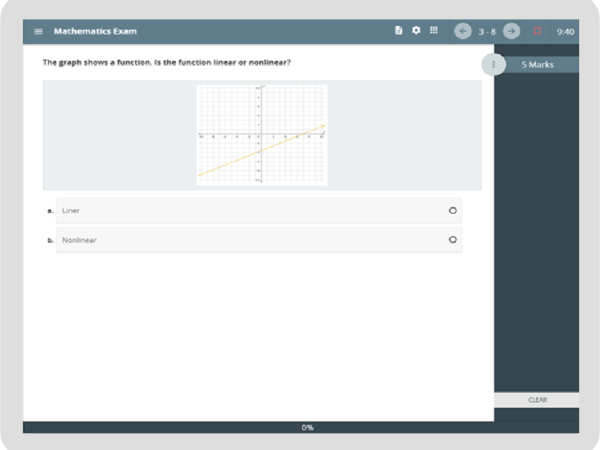 Mathematics Exam
3 - 8
9:40
The graph shows a function. Is the function linear or nonlinear?
5 Marks
a. Liner
b. Nonlinear
CLEAR
0%